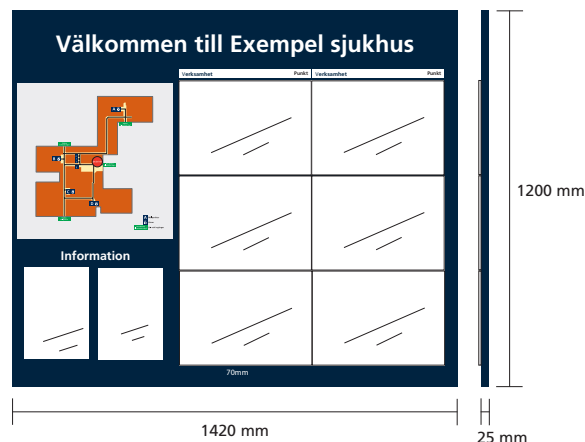 Välkommen till Exempel sjukhus
Verksamhet Punkt Verksamhet Punkt
Information
70mm
1200 mm
1420 mm
25 mm